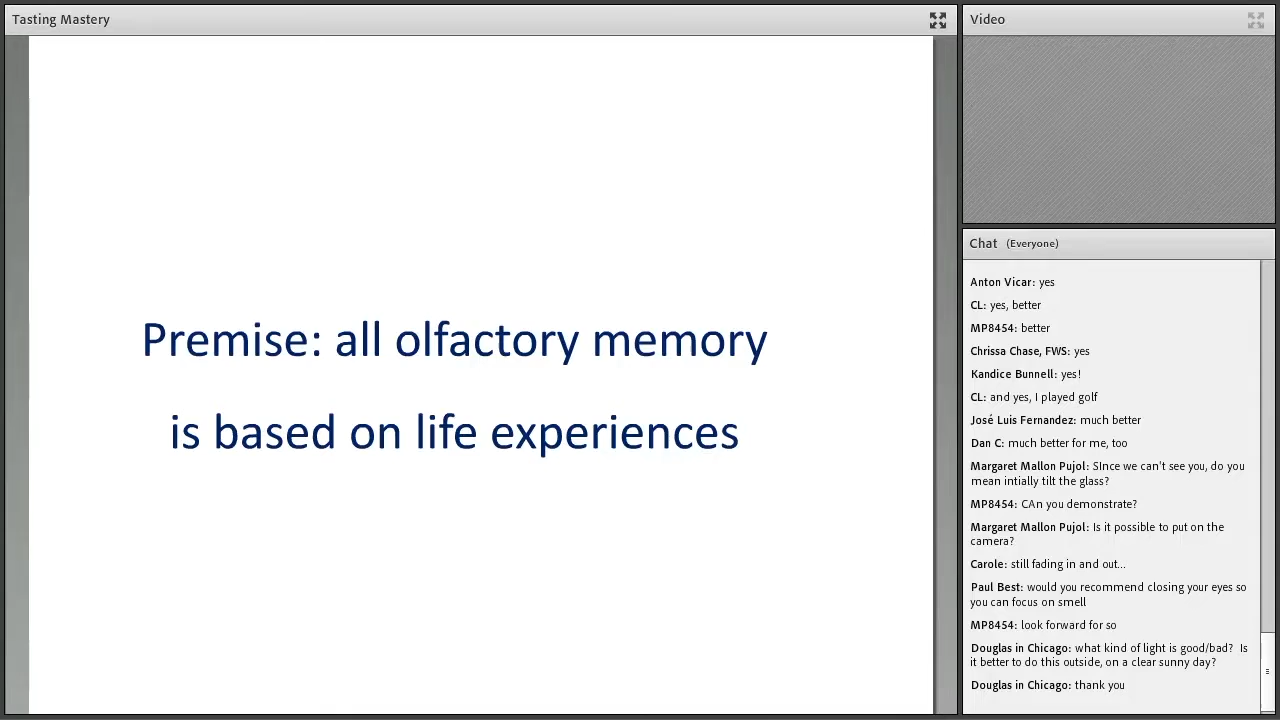 Tasting Mastery
Premise: all olfactory memory
is based on life experiences
Video
Chat (Everyone)
Anton Vicar: yes
CL: yes, better
MP8454: better
Chrissa Chase, FWS: yes
Kandice Bunnell: yes!
CL: and yes, I played golf
José Luis Fernandez: much better
Dan C: much better for me, too
Margaret Mallon Pujol: SInce we can't see you, do you
mean intially tilt the glass?
MP8454: CAn you demonstrate?
Margaret Mallon Pujol: Is it possible to put on the
camera?
Carole: still fading in and out...
Paul Best: would you recommend closing your eyes so
you can focus on smell
MP8454: look forward for so
Douglas in Chicago: what kind of light is good/bad? Is
it better to do this outside, on a clear sunny day?
Douglas in Chicago: thank you